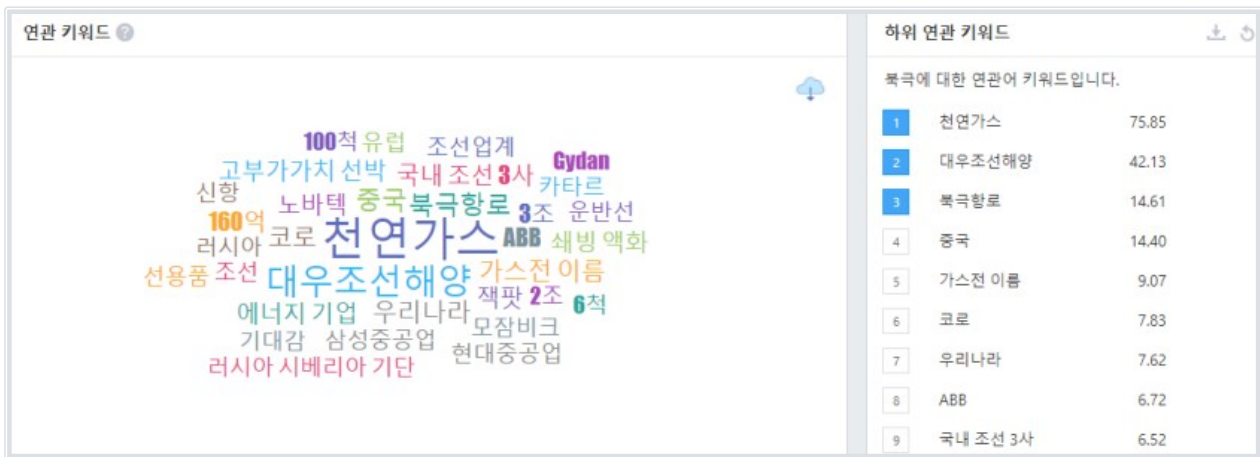 연관 키워드 ?
100척 유럽 조선업계
고부가가치 선박 국내 조선 3사 Gydan
신항 노바텍 중국 북극항로 카타르
160억 3조 운반선
러시아 코로 천연가스 ABB 쇄빙 액화
선용품 조선 대우조선해양 가스전 이름
에너지 기업 우리나라 잭팟 2조 6척
기대감 삼성중공업 모잠비크
러시아 시베리아 기단 현대중공업
하위 연관 키워드
북극에 대한 연관어 키워드입니다.
1 천연가스 75.85
2 대우조선해양 42.13
3 북극항로 14.61
4 중국 14.40
5 가스전 이름 9.07
6 코로 7.83
7 우리나라 7.62
8 ABB 6.72
9 국내 조선 3사 6.52